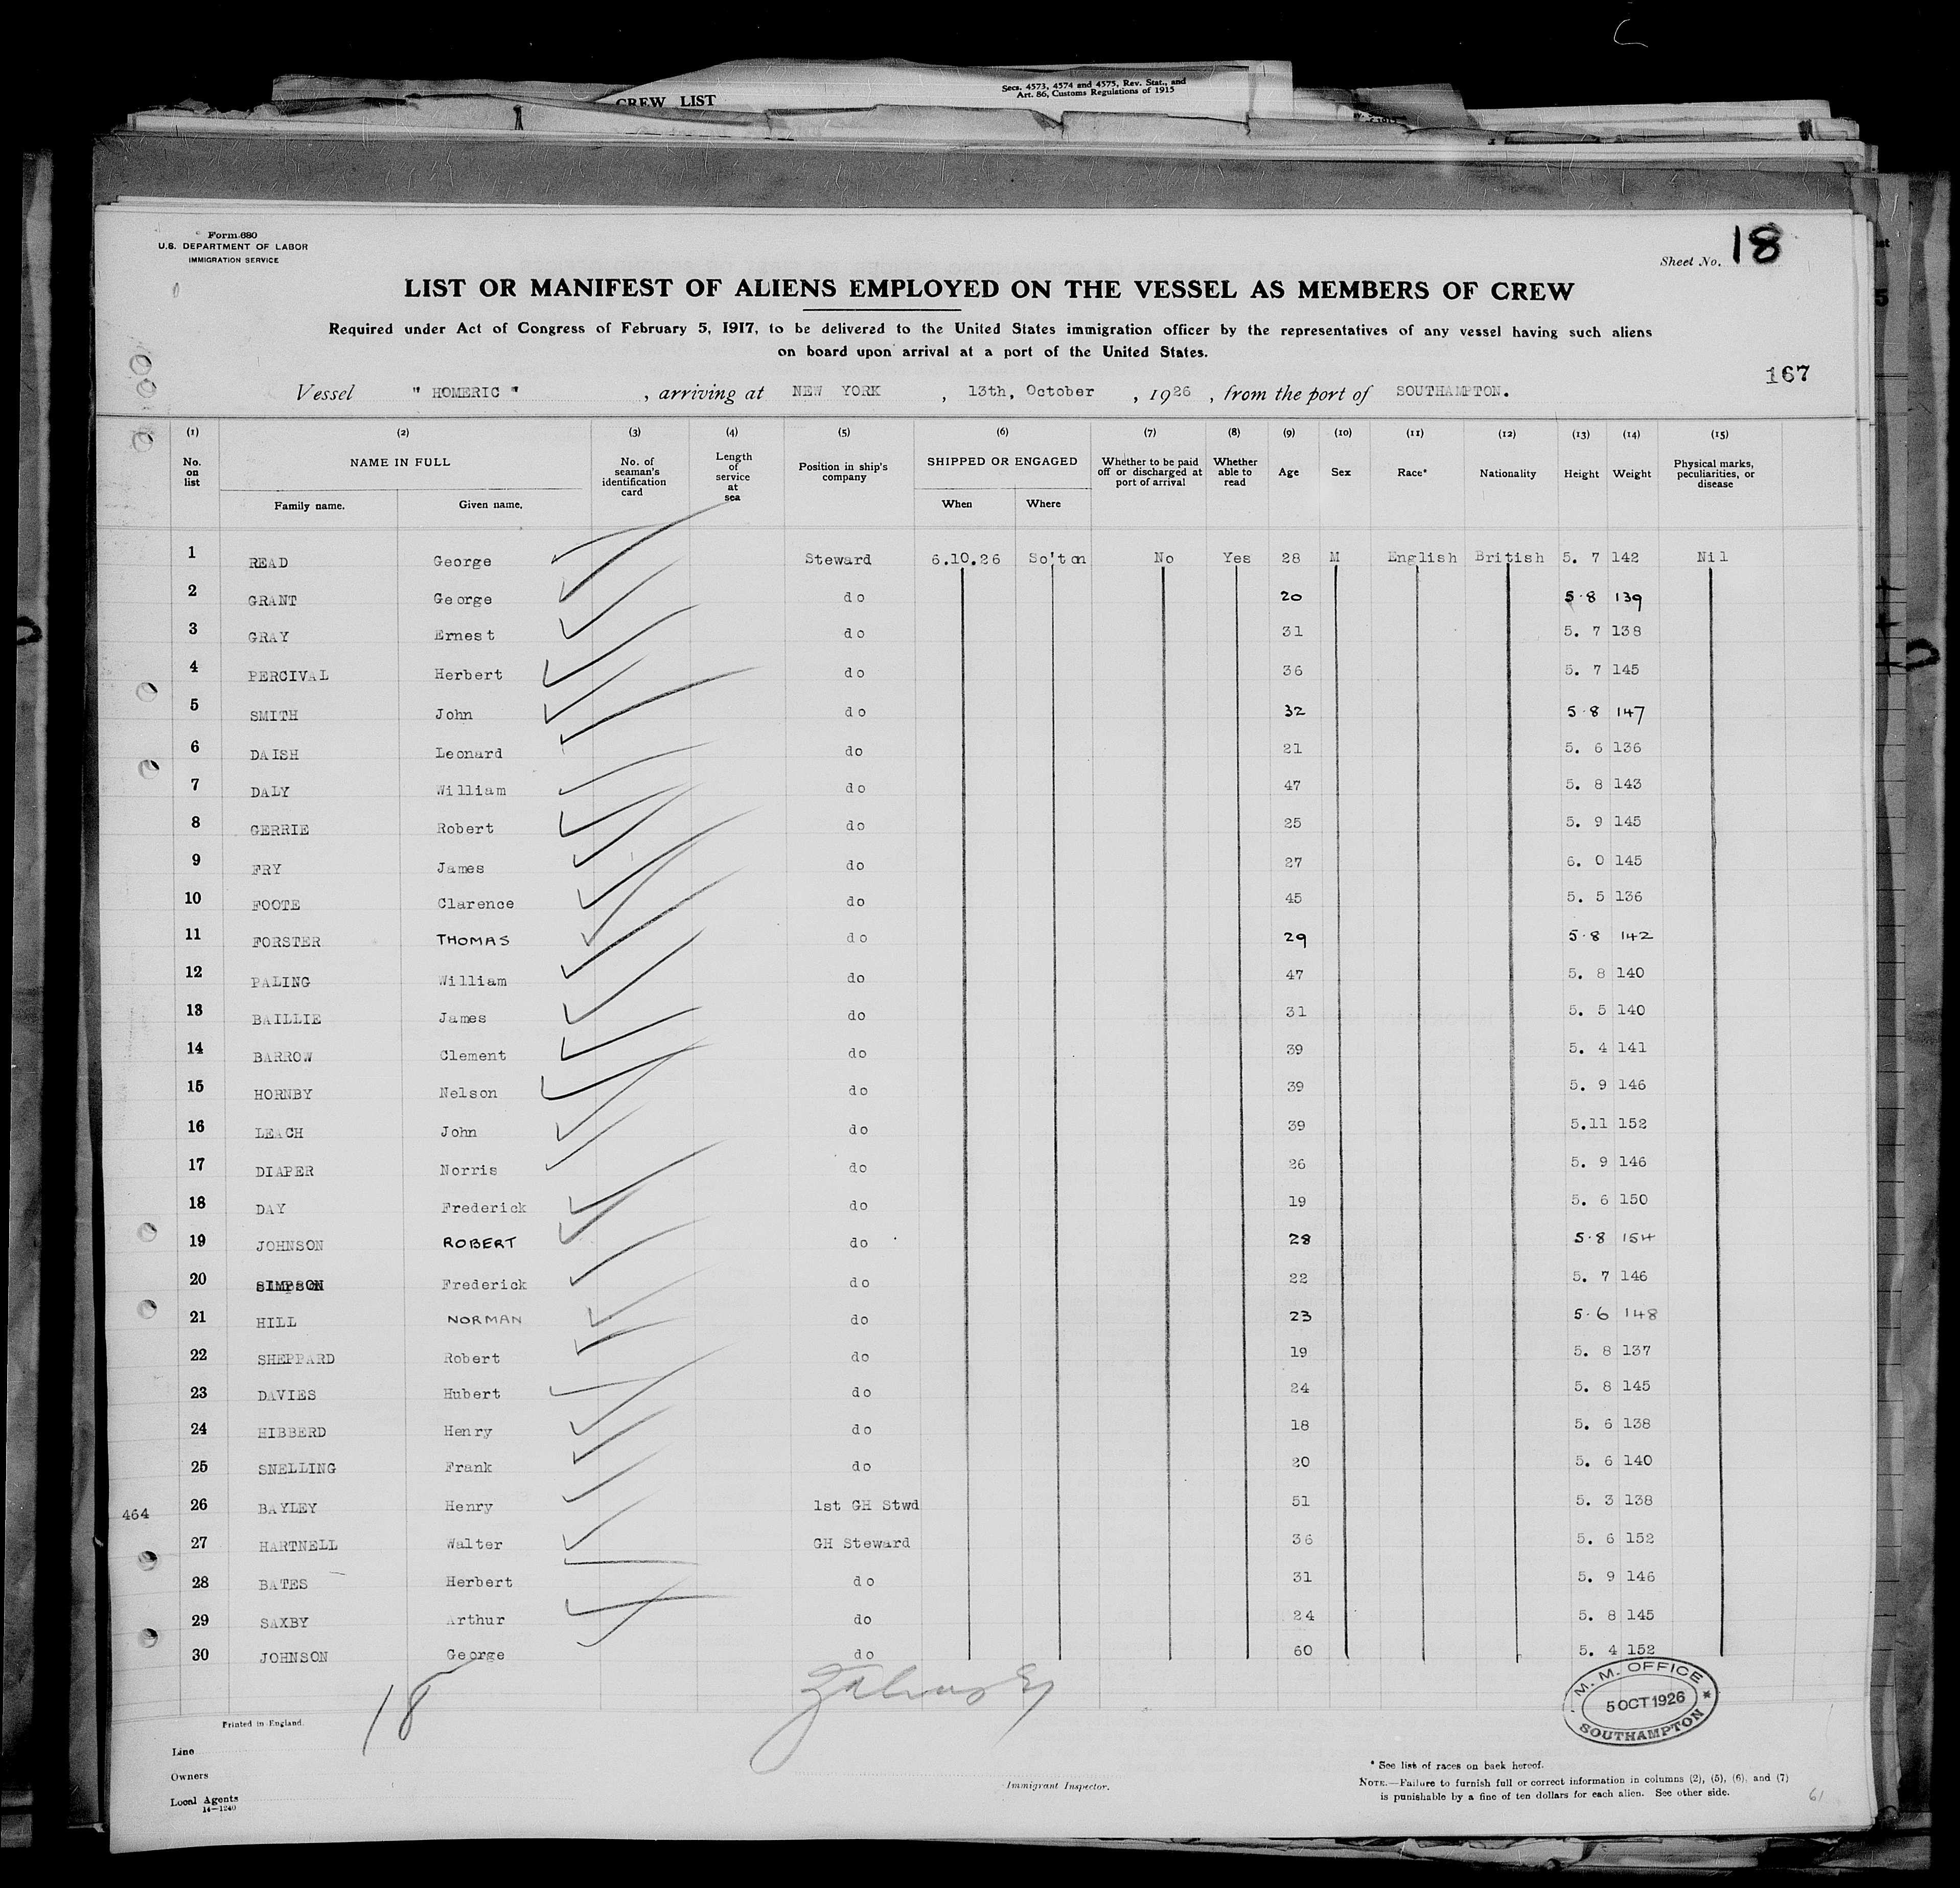 CREW LIST
Secs. 4573, 4574 and 4575, Rev. Stat., and
Art. 86, Customs Regulations of 1915
Form 680
U.S. DEPARTMENT OF LABOR
IMMIGRATION SERVICE
Sheet No. 18
LIST OR MANIFEST OF ALIENS EMPLOYED ON THE VESSEL AS MEMBERS OF CREW
Required under Act of Congress of February 5, 1917, to be delivered to the United States immigration officer by the representatives of any vessel having such aliens
on board upon arrival at a port of the United States.
167
Vessel " HOMERIC " , arriving at NEW YORK , 13th, October , 1926 , from the port of SOUTHAMPTON.
(1) (2) (3) (4) (5) (6) (7) (8) (9) (10) (11) (12) (13) (14) (15)
No. on list NAME IN FULL Family name. Given name. No. of seaman's identification card Length of service at sea Position in ship's company SHIPPED OR ENGAGED When Where Whether to be paid off or discharged at port of arrival Whether able to read Age Sex Race* Nationality Height Weight Physical marks, peculiarities, or disease
1 READ George Steward 6.10.26 So'ton No Yes 28 M English British 5. 7 142 Nil
2 GRANT George do 20 5.8 139
3 GRAY Ernest do 31 5. 7 138
4 PERCIVAL Herbert do 36 5. 7 145
5 SMITH John do 32 5.8 147
6 DAISH Leonard do 21 5. 6 136
7 DALY William do 47 5. 8 143
8 GERRIE Robert do 25 5. 9 145
9 FRY James do 27 6. 0 145
10 FOOTE Clarence do 45 5. 5 136
11 FORSTER THOMAS do 29 5.8 142
12 PALING William do 47 5. 8 140
13 BAILLIE James do 31 5. 5 140
14 BARROW Clement do 39 5. 4 141
15 HORNBY Nelson do 39 5. 9 146
16 LEACH John do 39 5.11 152
17 DIAPER Norris do 26 5. 9 146
18 DAY Frederick do 19 5. 6 150
19 JOHNSON ROBERT do 28 5.8 154
20 SIMPSON Frederick do 22 5. 7 146
21 HILL NORMAN do 23 5.6 148
22 SHEPPARD Robert do 19 5. 8 137
23 DAVIES Hubert do 24 5. 8 145
24 HIBBERD Henry do 18 5. 6 138
25 SNELLING Frank do 20 5. 6 140
464 26 BAYLEY Henry 1st GH Stwd 51 5. 3 138
27 HARTNELL Walter GH Steward 36 5. 6 152
28 BATES Herbert do 31 5. 9 146
29 SAXBY Arthur do 24 5. 8 145
30 JOHNSON George do 60 5. 4 152
18
M. M. OFFICE
5 OCT 1926
SOUTHAMPTON
Printed in England.
Line
Owners
Local Agents
14—1240
Immigrant Inspector.
* See list of races on back hereof.
NOTE.—Failure to furnish full or correct information in columns (2), (5), (6), and (7)
is punishable by a fine of ten dollars for each alien. See other side.
61